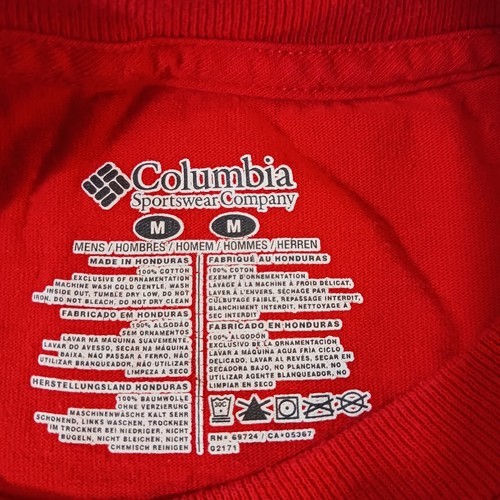 Columbia
Sportswear Company
M M
MENS / HOMBRES / HOMEM / HOMMES / HERREN
MADE IN HONDURAS
100% COTTON
EXCLUSIVE OF ORNAMENTATION
MACHINE WASH COLD GENTLE, WASH
INSIDE OUT, TUMBLE DRY LOW, DO NOT
IRON, DO NOT BLEACH, DO NOT DRY CLEAN
FABRICADO EM HONDURAS
100% ALGODÃO
SEM ORNAMENTOS
LAVAR NA MÁQUINA SUAVEMENTE,
LAVAR DO AVESSO, SECAR NA MÁQUINA
BAIXA, NÃO PASSAR A FERRO, NÃO
UTILIZAR BRANQUEADOR, NÃO UTILIZAR
LIMPEZA A SECO
HERSTELLUNGSLAND HONDURAS
100% BAUMWOLLE
OHNE VERZIERUNG
MASCHINENWÄSCHE KALT SEHR
SCHONEND, LINKS WASCHEN, TROCKNER
IM TROCKNER BEI NIEDRIGER, NICHT
BUGELN, NICHT BLEICHEN, NICHT
CHEMISCH REINIGEN
FABRIQUÉ AU HONDURAS
100% COTON
EXEMPT D'ORNEMENTATION
LAVAGE À LA MACHINE À FROID DÉLICAT,
LAVER À L'ENVERS, SÉCHAGE PAR
CULBUTAGE FAIBLE, REPASSAGE INTERDIT,
BLANCHIMENT INTERDIT, NETTOYAGE À
SEC INTERDIT
FABRICADO EN HONDURAS
100% ALGODÓN
EXCLUSIVO DE LA ORNAMENTACIÓN
LAVAR A MÁQUINA AGUA FRÍA CICLO
DELICADO, LAVAR AL REVÉS, SECAR EN
SECADORA BAJO, NO PLANCHAR, NO
UTILIZAR AGENTE BLANQUEADOR, NO
LIMPIAR EN SECO
RN# 69724 / CA#05367
02171